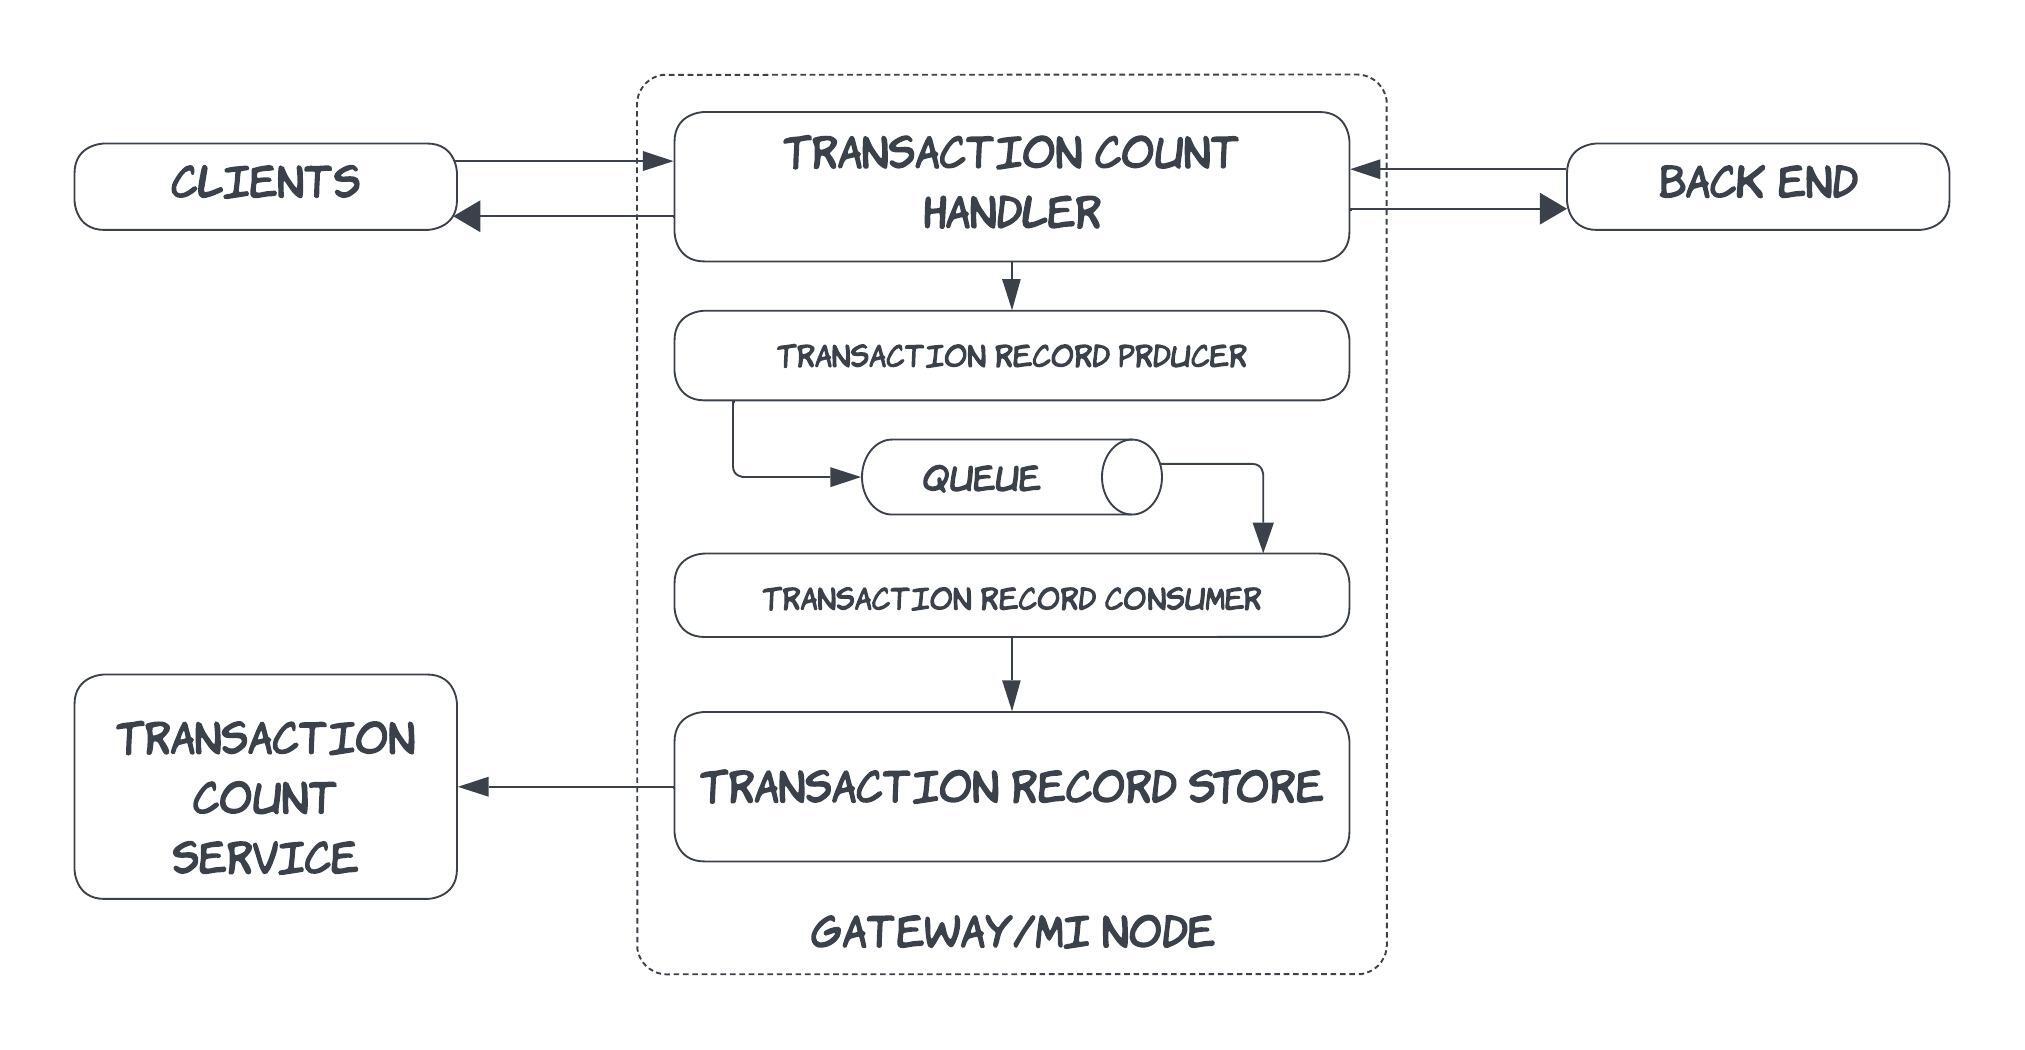 CLIENTS
TRANSACTION COUNT
HANDLER
BACK END
TRANSACTION RECORD PRDUCER
QUEUE
TRANSACTION RECORD CONSUMER
TRANSACTION
COUNT
SERVICE
TRANSACTION RECORD STORE
GATEWAY/MI NODE